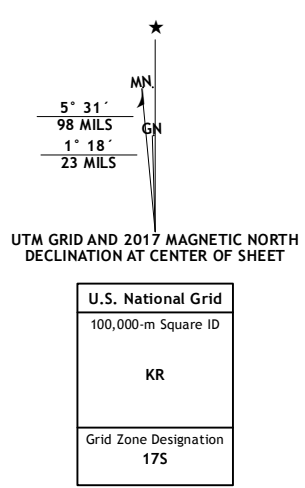 ★
MN
5° 31´
98 MILS
GN
1° 18´
23 MILS
UTM GRID AND 2017 MAGNETIC NORTH
DECLINATION AT CENTER OF SHEET
U.S. National Grid
100,000-m Square ID
KR
Grid Zone Designation
17S